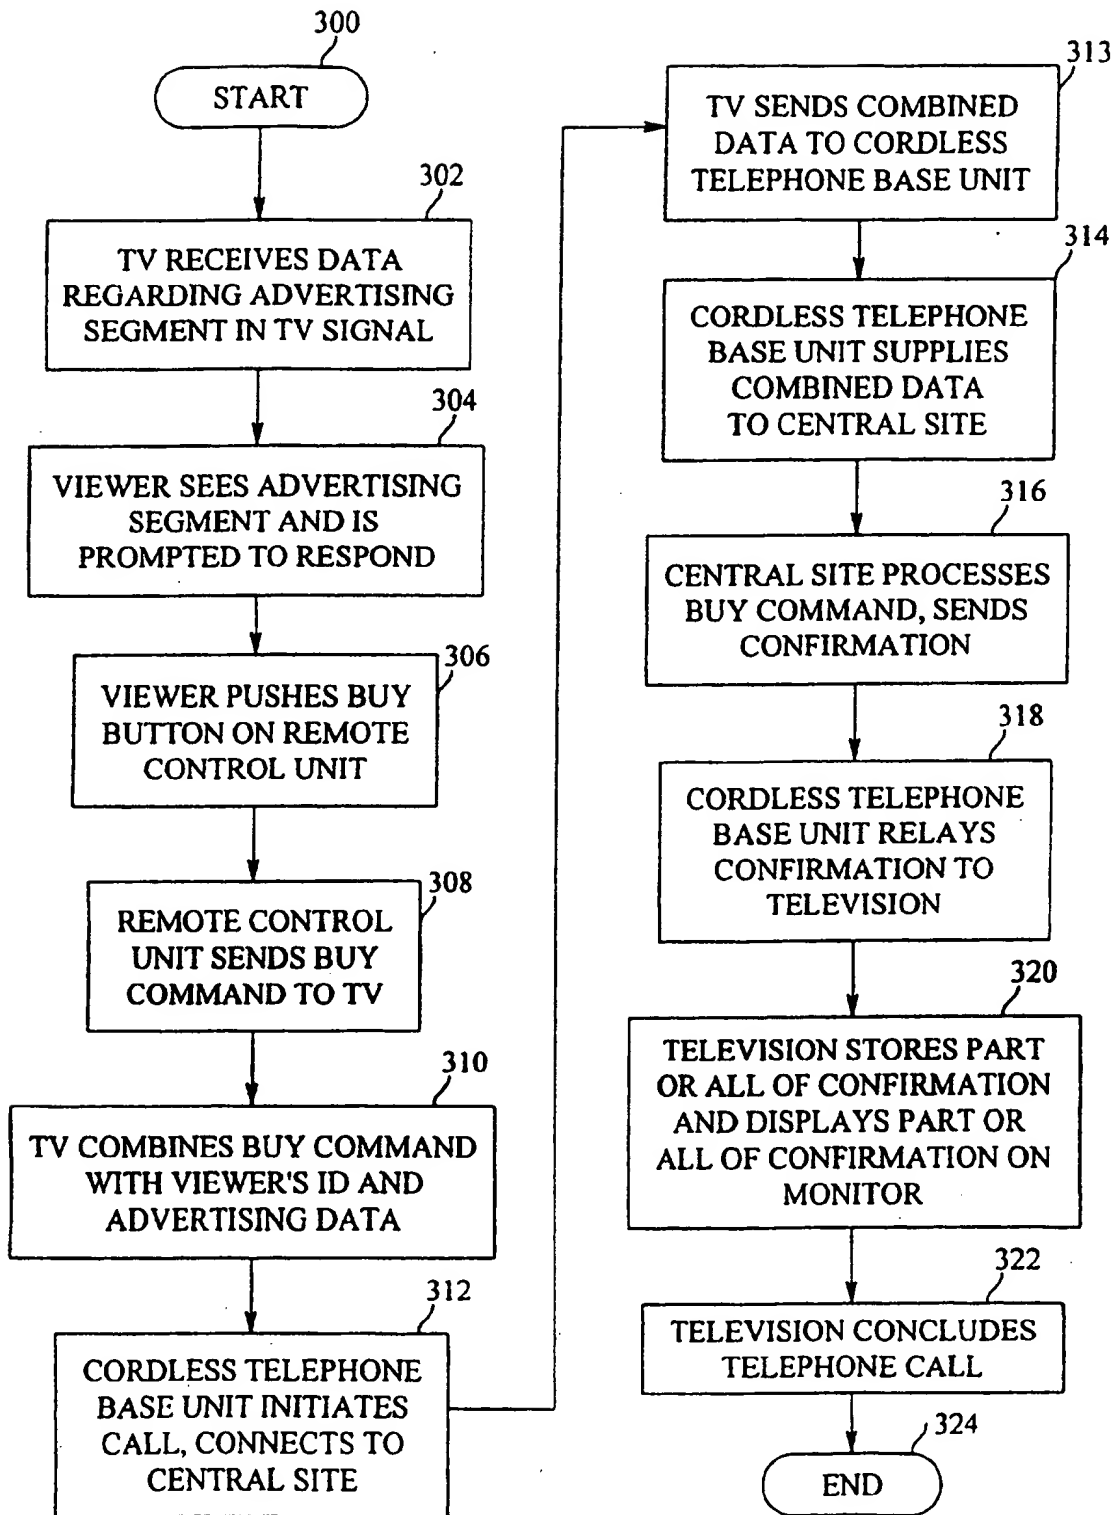 300
START
302
TV RECEIVES DATA
REGARDING ADVERTISING
SEGMENT IN TV SIGNAL
304
VIEWER SEES ADVERTISING
SEGMENT AND IS
PROMPTED TO RESPOND
306
VIEWER PUSHES BUY
BUTTON ON REMOTE
CONTROL UNIT
308
REMOTE CONTROL
UNIT SENDS BUY
COMMAND TO TV
310
TV COMBINES BUY COMMAND
WITH VIEWER'S ID AND
ADVERTISING DATA
312
CORDLESS TELEPHONE
BASE UNIT INITIATES
CALL, CONNECTS TO
CENTRAL SITE
313
TV SENDS COMBINED
DATA TO CORDLESS
TELEPHONE BASE UNIT
314
CORDLESS TELEPHONE
BASE UNIT SUPPLIES
COMBINED DATA
TO CENTRAL SITE
316
CENTRAL SITE PROCESSES
BUY COMMAND, SENDS
CONFIRMATION
318
CORDLESS TELEPHONE
BASE UNIT RELAYS
CONFIRMATION TO
TELEVISION
320
TELEVISION STORES PART
OR ALL OF CONFIRMATION
AND DISPLAYS PART OR
ALL OF CONFIRMATION ON
MONITOR
322
TELEVISION CONCLUDES
TELEPHONE CALL
324
END